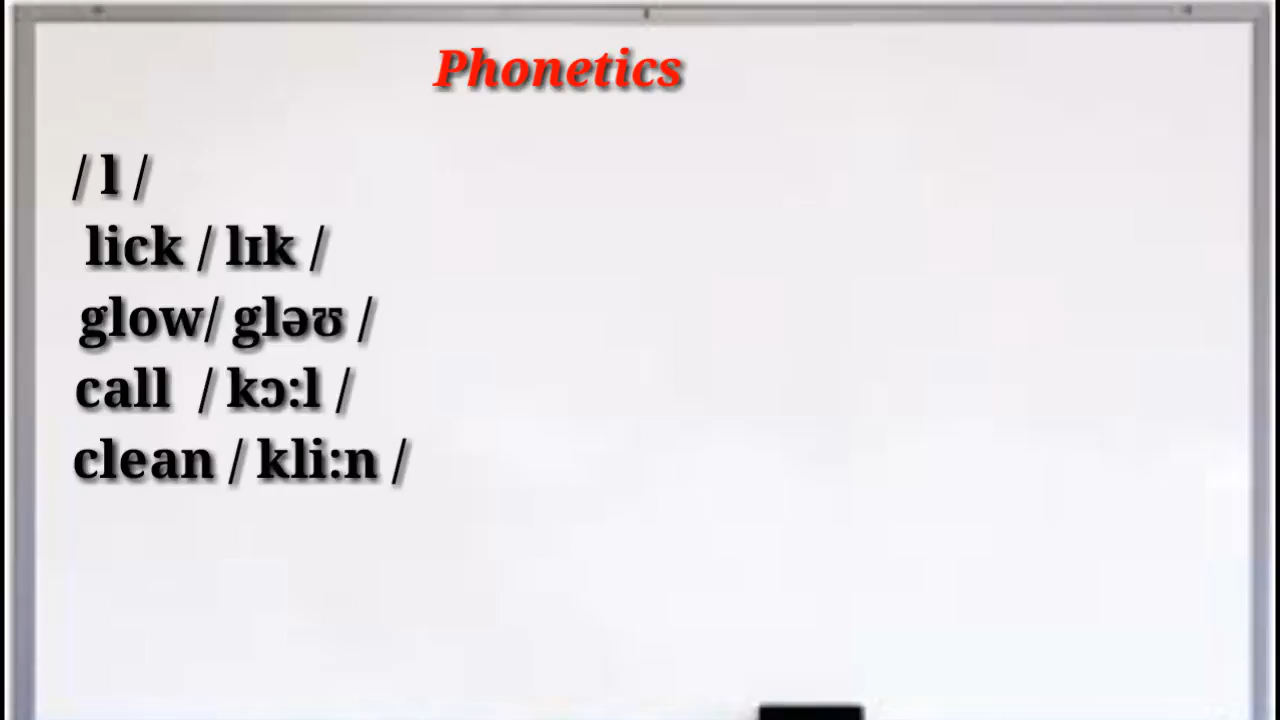 Phonetics
/ l /
lick / lɪk /
glow/ gləʊ /
call / kɔ:l /
clean / kli:n /